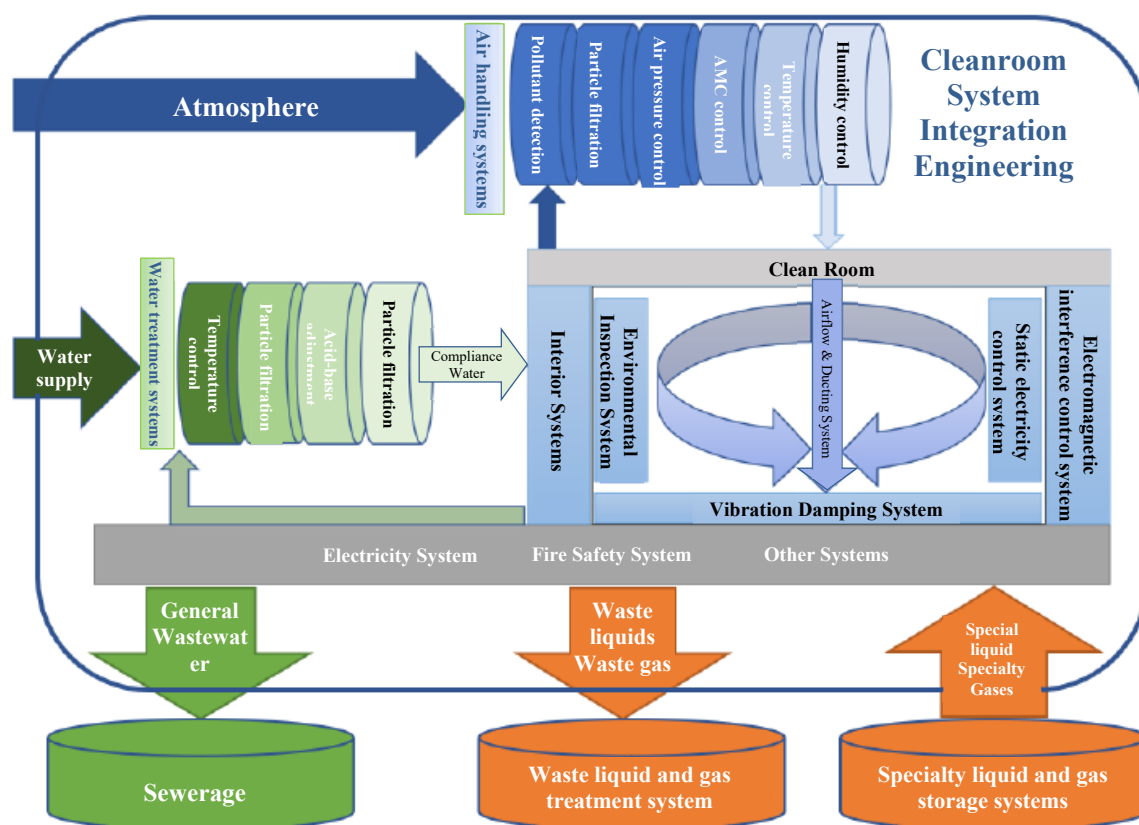 Cleanroom
System
Integration
Engineering
Atmosphere
Air handling systems
Pollutant detection
Particle filtration
Air pressure control
AMC control
Temperature
control
Humidity control
Water
supply
Water treatment systems
Temperature
control
Particle filtration
Acid-base
adjustment
Particle filtration
Compliance
Water
Clean Room
Interior Systems
Environmental
Inspection System
Airflow & Ducting System
Static electricity
control system
Electromagnetic
interference control system
Vibration Damping System
Electricity System
Fire Safety System
Other Systems
General
Wastewat
er
Waste
liquids
Waste gas
Special
liquid
Specialty
Gases
Sewerage
Waste liquid and gas
treatment system
Specialty liquid and gas
storage systems